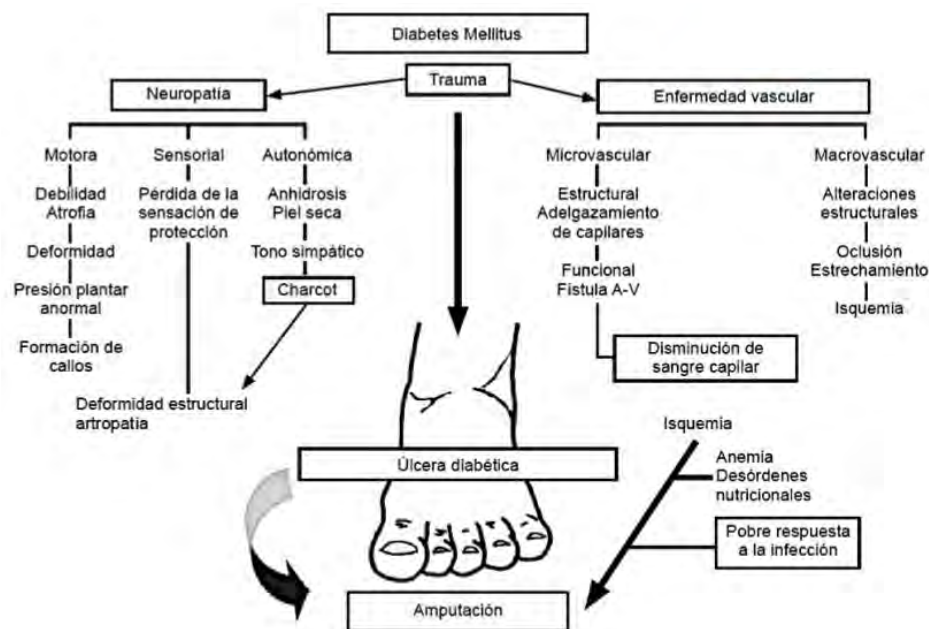 Diabetes Mellitus
Trauma
Neuropatía
Enfermedad vascular
Motora
Debilidad
Atrofia
Deformidad
Presión plantar
anormal
Formación de
callos
Sensorial
Pérdida de la
sensación de
protección
Autonómica
Anhidrosis
Piel seca
Tono simpático
Charcot
Deformidad estructural
artropatía
Microvascular
Estructural
Adelgazamiento
de capilares
Funcional
Fístula A-V
Disminución de
sangre capilar
Macrovascular
Alteraciones
estructurales
Oclusión
Estrechamiento
Isquemia
Úlcera diabética
Isquemia
Anemia
Desórdenes
nutricionales
Pobre respuesta
a la infección
Amputación